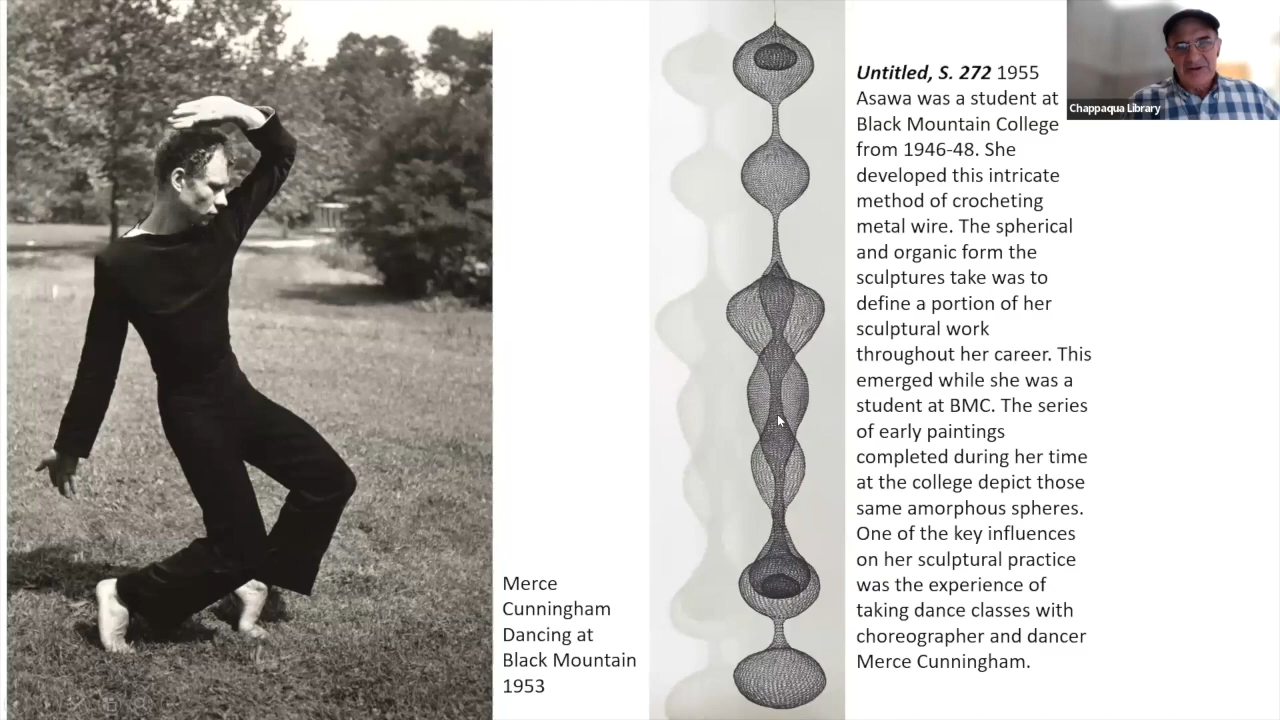 Merce
Cunningham
Dancing at
Black Mountain
1953
Untitled, S. 272 1955
Asawa was a student at
Black Mountain College
from 1946-48. She
developed this intricate
method of crocheting
metal wire. The spherical
and organic form the
sculptures take was to
define a portion of her
sculptural work
throughout her career. This
emerged while she was a
student at BMC. The series
of early paintings
completed during her time
at the college depict those
same amorphous spheres.
One of the key influences
on her sculptural practice
was the experience of
taking dance classes with
choreographer and dancer
Merce Cunningham.
Chappaqua Library